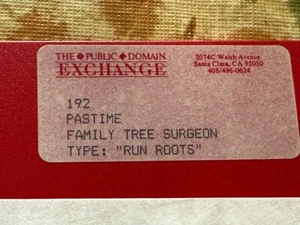 THE PUBLIC DOMAIN
EXCHANGE
2074C Walsh Avenue
Santa Clara, CA 95050
408/496-0624
192
PASTIME
FAMILY TREE SURGEON
TYPE: "RUN ROOTS"